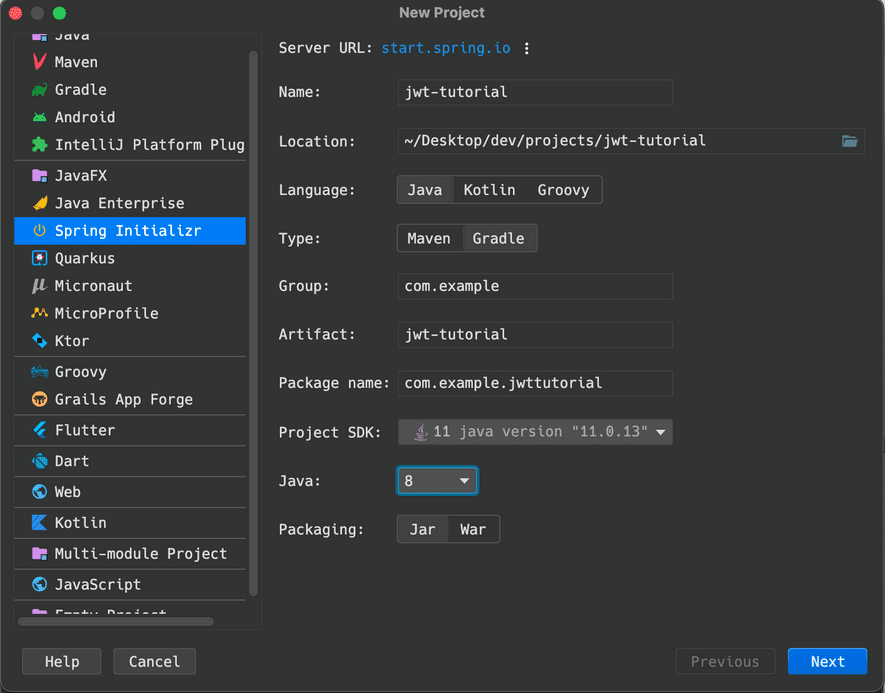 New Project
Java
Maven
Gradle
Android
IntelliJ Platform Plug
JavaFX
Java Enterprise
Spring Initializr
Quarkus
Micronaut
MicroProfile
Ktor
Groovy
Grails App Forge
Flutter
Dart
Web
Kotlin
Multi-module Project
JavaScript
Empty Project
Server URL: start.spring.io
Name: jwt-tutorial
Location: ~/Desktop/dev/projects/jwt-tutorial
Language: Java Kotlin Groovy
Type: Maven Gradle
Group: com.example
Artifact: jwt-tutorial
Package name: com.example.jwttutorial
Project SDK: 11 java version "11.0.13"
Java: 8
Packaging: Jar War
Help Cancel Previous Next